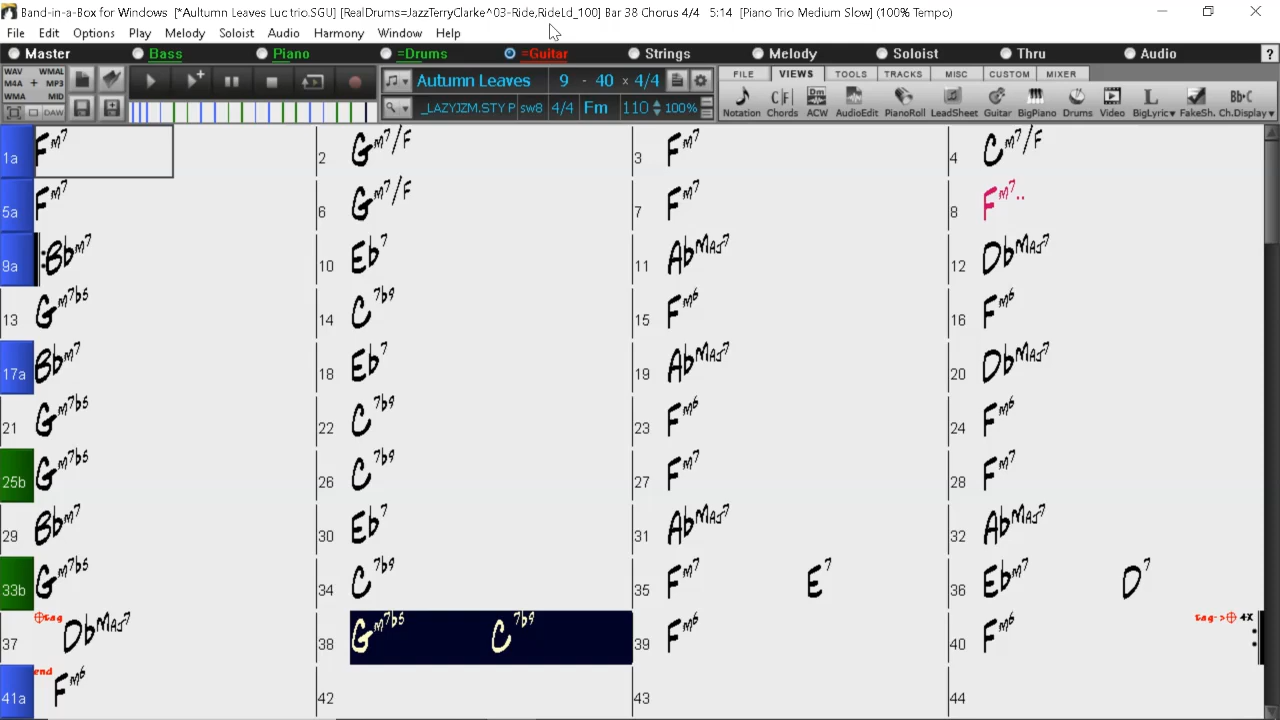 Band-in-a-Box for Windows [*Aultumn Leaves Luc trio.SGU] [RealDrums=JazzTerryClarke^03-Ride,RideLd_100] Bar 38 Chorus 4/4 5:14 [Piano Trio Medium Slow] (100% Tempo)
File Edit Options Play Melody Soloist Audio Harmony Window Help
Master Bass Piano =Drums =Guitar Strings Melody Soloist Thru Audio ?
WAV WMAL M4A + MP3 WMA MID DAW
Autumn Leaves 9 - 40 x 4/4
_LAZYJZM.STY P sw8 4/4 Fm 110 100%
FILE VIEWS TOOLS TRACKS MISC CUSTOM MIXER
Notation Chords ACW AudioEdit PianoRoll LeadSheet Guitar BigPiano Drums Video BigLyric FakeSh. Ch.Display
1a Fm7 2 Gm7/F 3 Fm7 4 Cm7/F
5a Fm7 6 Gm7/F 7 Fm7 8 Fm7..
9a Bbm7 10 Eb7 11 AbMAJ7 12 DbMAJ7
13 Gm7b5 14 C7b9 15 Fm6 16 Fm6
17a Bbm7 18 Eb7 19 AbMAJ7 20 DbMAJ7
21 Gm7b5 22 C7b9 23 Fm6 24 Fm6
25b Gm7b5 26 C7b9 27 Fm7 28 Fm7
29 Bbm7 30 Eb7 31 AbMAJ7 32 AbMAJ7
33b Gm7b5 34 C7b9 35 Fm7 E7 36 Ebm7 D7
37 tag DbMAJ7 38 Gm7b5 C7b9 39 Fm6 40 Fm6 tag-> 4x
41a end Fm6 42 43 44